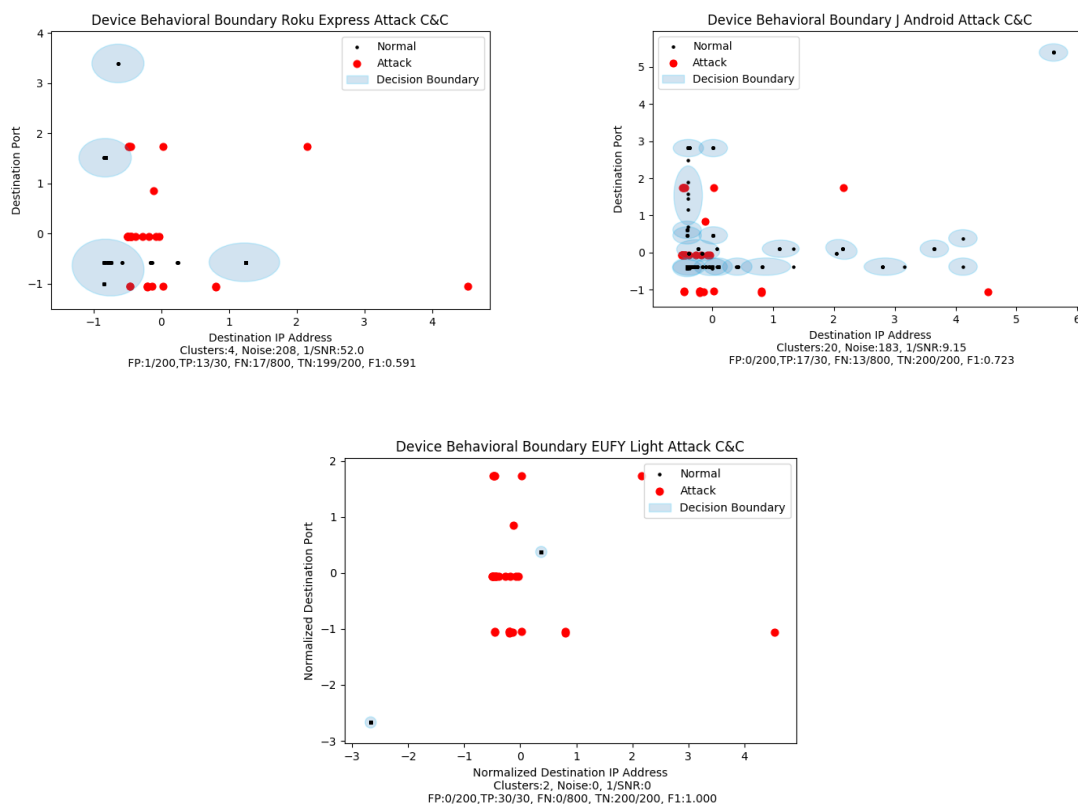 Device Behavioral Boundary Roku Express Attack C&C
4
3
2
1
0
−1
Destination Port
Normal
Attack
Decision Boundary
−1 0 1 2 3 4
Destination IP Address
Clusters:4, Noise:208, 1/SNR:52.0
FP:1/200,TP:13/30, FN:17/800, TN:199/200, F1:0.591
Device Behavioral Boundary J Android Attack C&C
5
4
3
2
1
0
−1
Destination Port
Normal
Attack
Decision Boundary
0 1 2 3 4 5 6
Destination IP Address
Clusters:20, Noise:183, 1/SNR:9.15
FP:0/200,TP:17/30, FN:13/800, TN:200/200, F1:0.723
Device Behavioral Boundary EUFY Light Attack C&C
2
1
0
−1
−2
−3
Normalized Destination Port
Normal
Attack
Decision Boundary
−3 −2 −1 0 1 2 3 4
Normalized Destination IP Address
Clusters:2, Noise:0, 1/SNR:0
FP:0/200,TP:30/30, FN:0/800, TN:200/200, F1:1.000